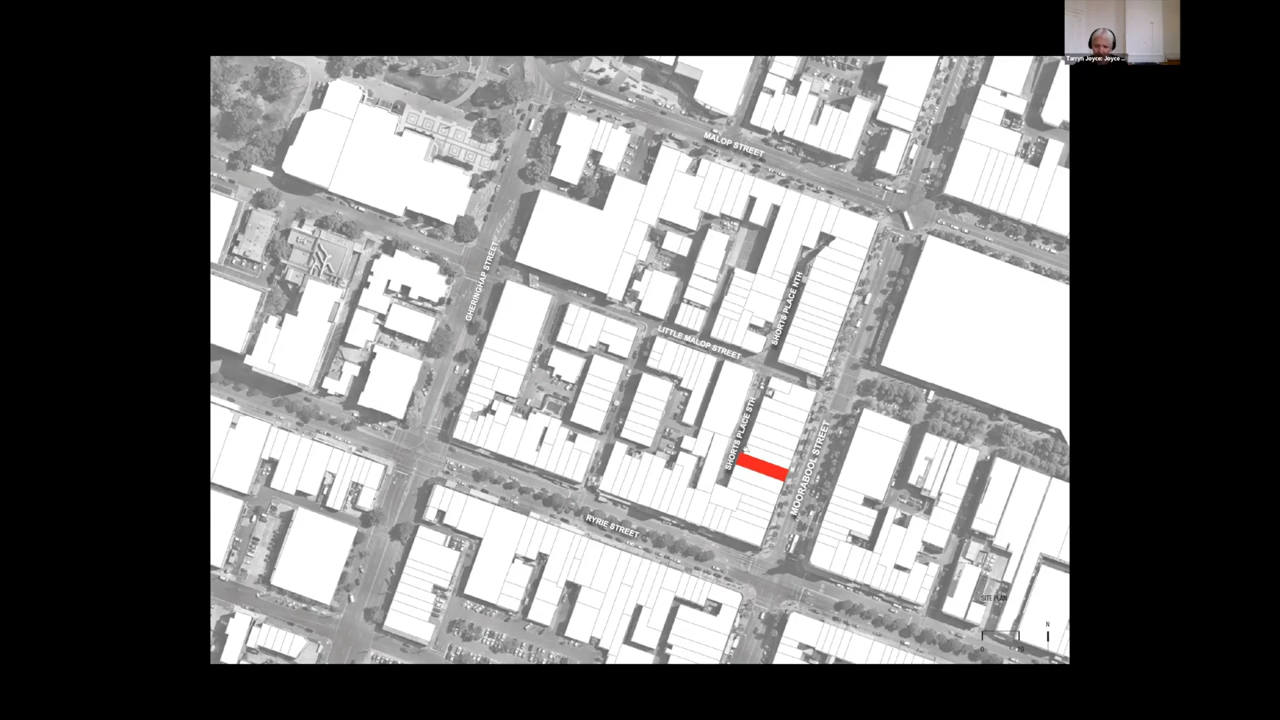 Tarryn Joyce: Joyce ...
MALOP STREET
GHERINGHAP STREET
SHORTS PLACE NTH
LITTLE MALOP STREET
SHORTS PLACE STH
MOORABOOL STREET
RYRIE STREET
SITE PLAN
N
0